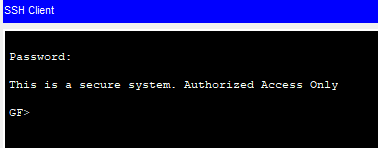 SSH Client
Password:
This is a secure system. Authorized Access Only
GF>